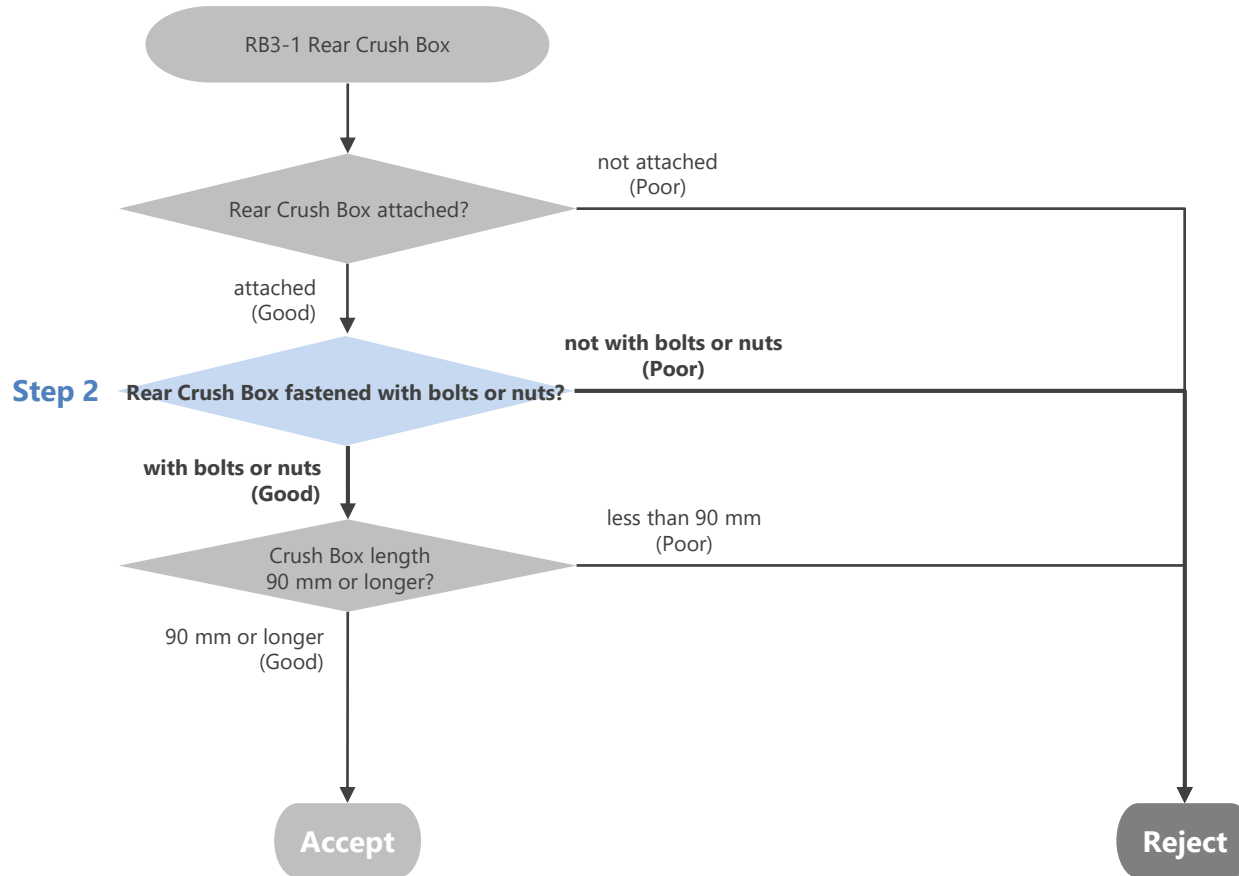 RB3-1 Rear Crush Box
not attached
(Poor)
Rear Crush Box attached?
attached
(Good)
not with bolts or nuts
(Poor)
Step 2
Rear Crush Box fastened with bolts or nuts?
with bolts or nuts
(Good)
less than 90 mm
(Poor)
Crush Box length
90 mm or longer?
90 mm or longer
(Good)
Accept
Reject